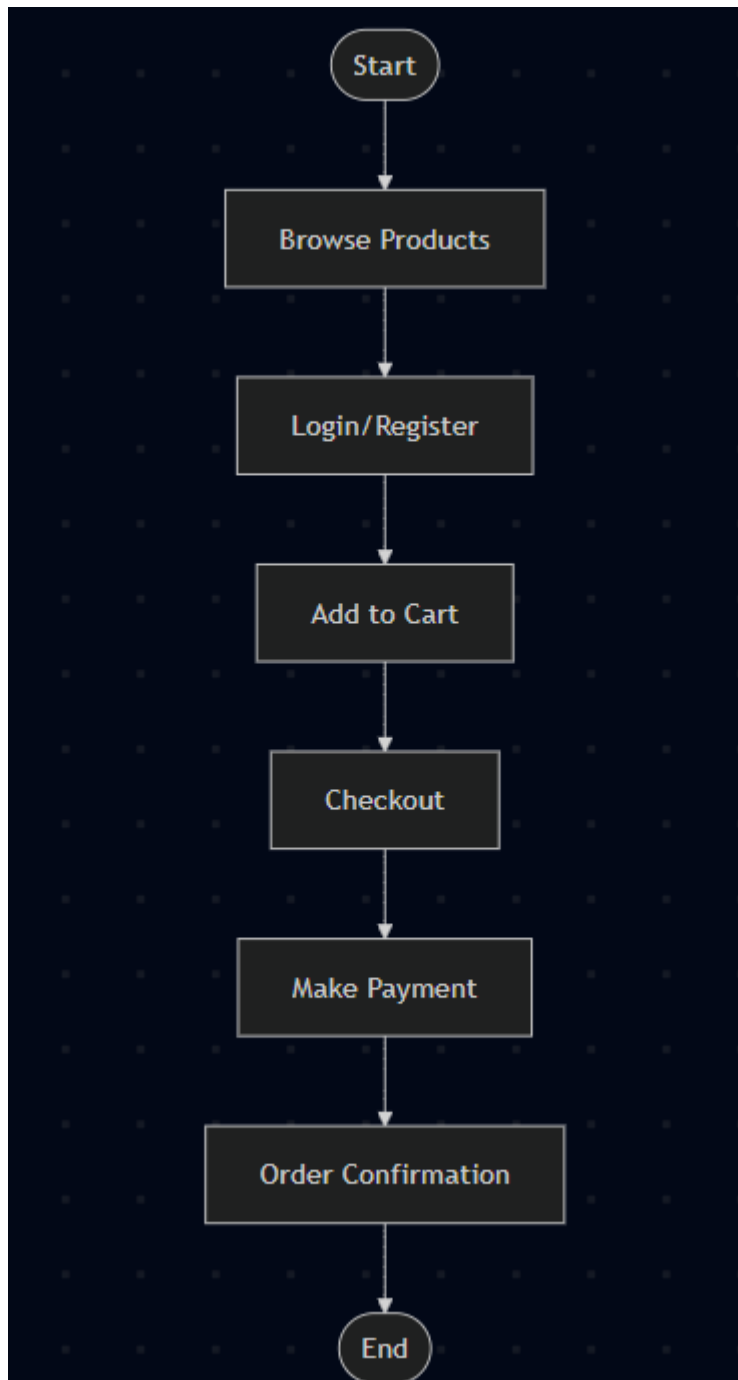 Start
Browse Products
Login/Register
Add to Cart
Checkout
Make Payment
Order Confirmation
End